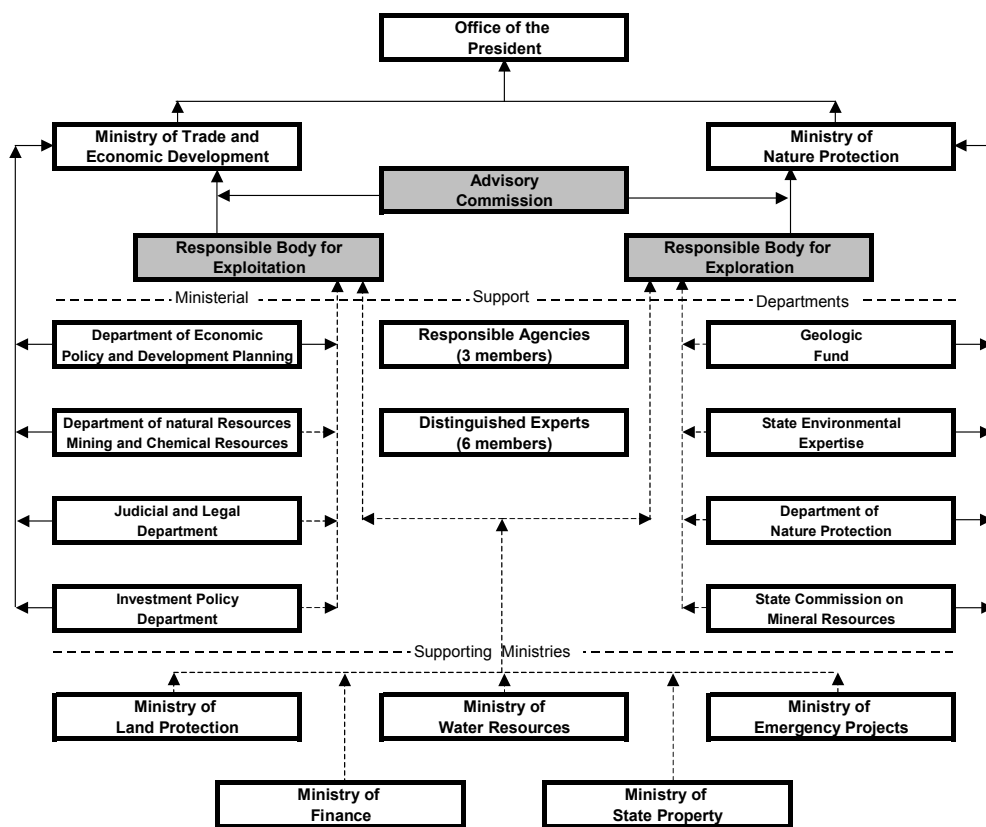 Office of the
President
Ministry of Trade and
Economic Development
Ministry of
Nature Protection
Advisory
Commission
Responsible Body for
Exploitation
Responsible Body for
Exploration
Ministerial
Support
Departments
Department of Economic
Policy and Development Planning
Responsible Agencies
(3 members)
Geologic
Fund
Department of natural Resources
Mining and Chemical Resources
Distinguished Experts
(6 members)
State Environmental
Expertise
Judicial and Legal
Department
Department of
Nature Protection
Investment Policy
Department
State Commission on
Mineral Resources
Supporting Ministries
Ministry of
Land Protection
Ministry of
Water Resources
Ministry of
Emergency Projects
Ministry of
Finance
Ministry of
State Property